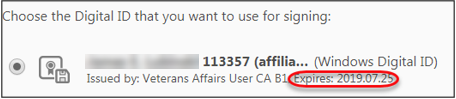 Choose the Digital ID that you want to use for signing:
113357 (affilia... (Windows Digital ID)
Issued by: Veterans Affairs User CA B1, Expires: 2019.07.25